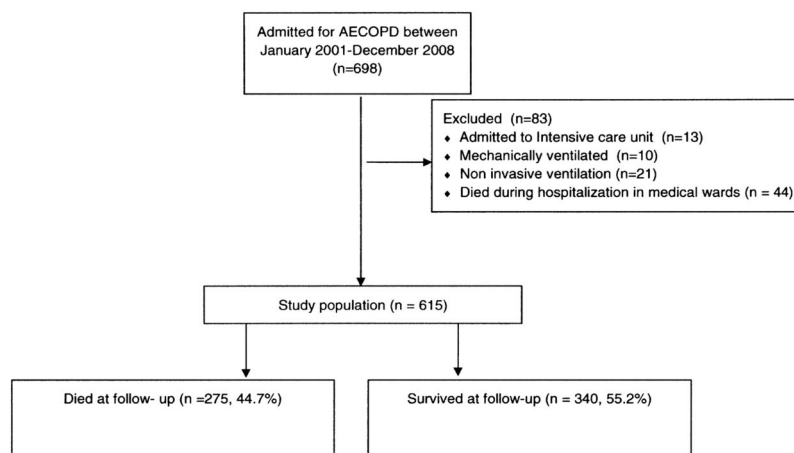 Admitted for AECOPD between
January 2001-December 2008
(n=698)
Excluded (n=83)
♦ Admitted to Intensive care unit (n=13)
♦ Mechanically ventilated (n=10)
♦ Non invasive ventilation (n=21)
♦ Died during hospitalization in medical wards (n = 44)
Study population (n = 615)
Died at follow- up (n =275, 44.7%)
Survived at follow-up (n = 340, 55.2%)